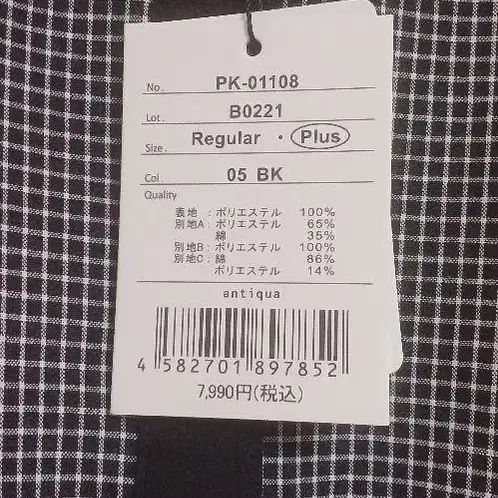 No. PK-01108
Lot. B0221
Size. Regular ・ Plus
Col. 05 BK
Quality
表地 : ポリエステル 100%
別地A : ポリエステル 65%
綿 35%
別地B : ポリエステル 100%
別地C : 綿 86%
ポリエステル 14%
antiqua
4 582701 897852
7,990円(税込)